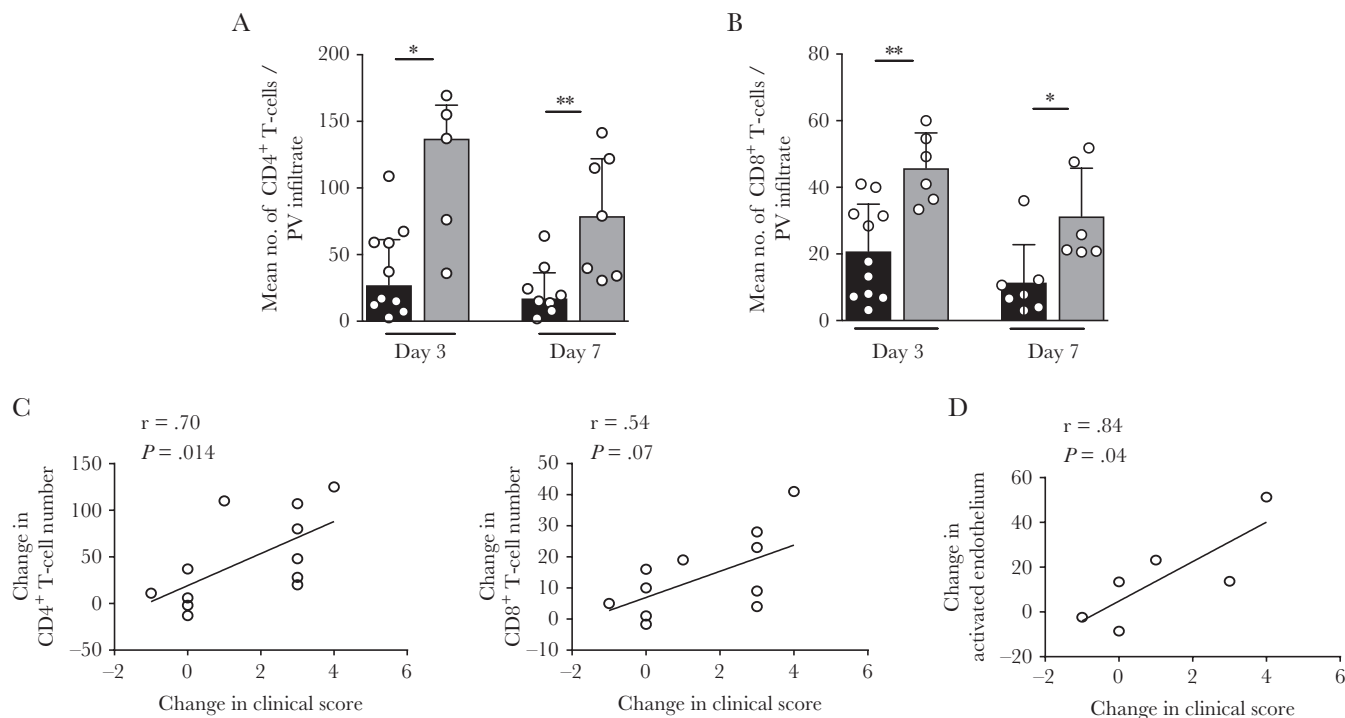 A
Mean no. of CD4+ T-cells /
PV infiltrate
200
150
100
50
0
*
**
Day 3
Day 7
B
Mean no. of CD8+ T-cells /
PV infiltrate
80
60
40
20
0
**
*
Day 3
Day 7
C
r = .70
P = .014
Change in
CD4+ T-cell number
150
100
50
0
−50
−2
0
2
4
6
Change in clinical score
r = .54
P = .07
Change in
CD8+ T-cell number
50
40
30
20
10
0
−10
−2
0
2
4
6
Change in clinical score
D
r = .84
P = .04
Change in
activated endothelium
60
40
20
0
−20
−2
0
2
4
6
Change in clinical score